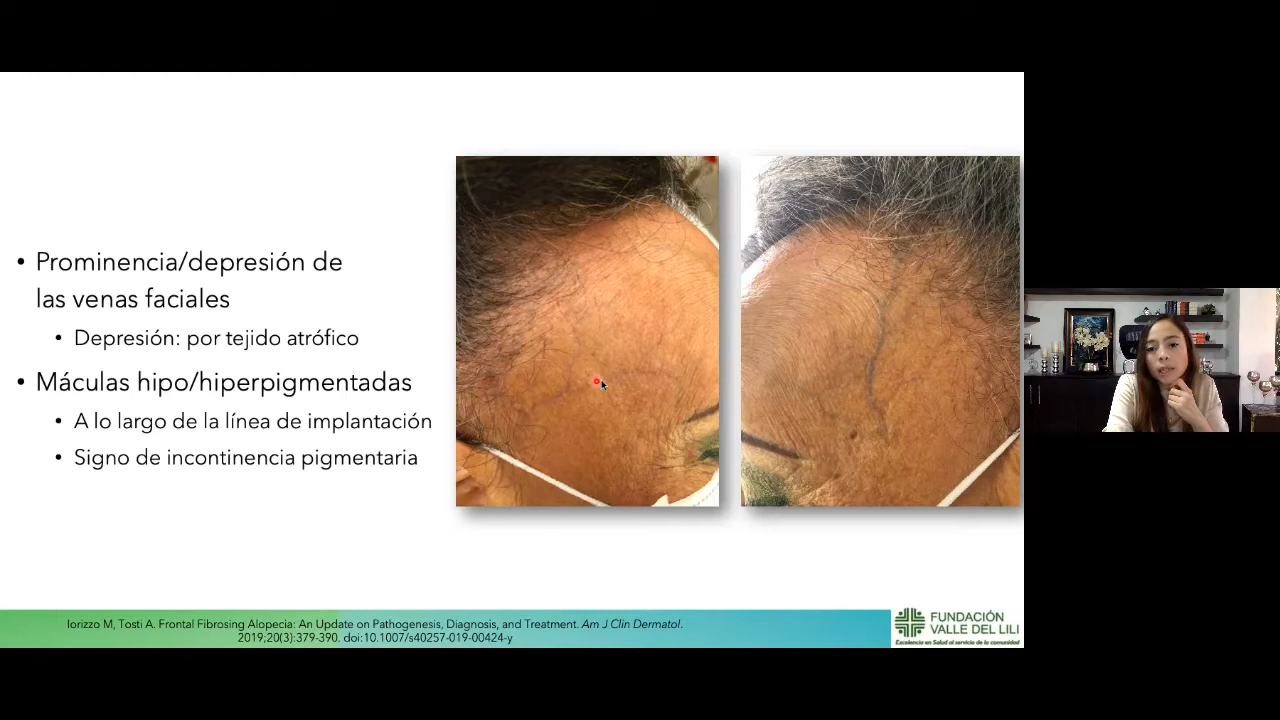 • Prominencia/depresión de
las venas faciales
• Depresión: por tejido atrófico
• Máculas hipo/hiperpigmentadas
• A lo largo de la línea de implantación
• Signo de incontinencia pigmentaria
Iorizzo M, Tosti A. Frontal Fibrosing Alopecia: An Update on Pathogenesis, Diagnosis, and Treatment. Am J Clin Dermatol.
2019;20(3):379-390. doi:10.1007/s40257-019-00424-y
FUNDACIÓN
VALLE DEL LILI
Excelencia en Salud al servicio de la comunidad